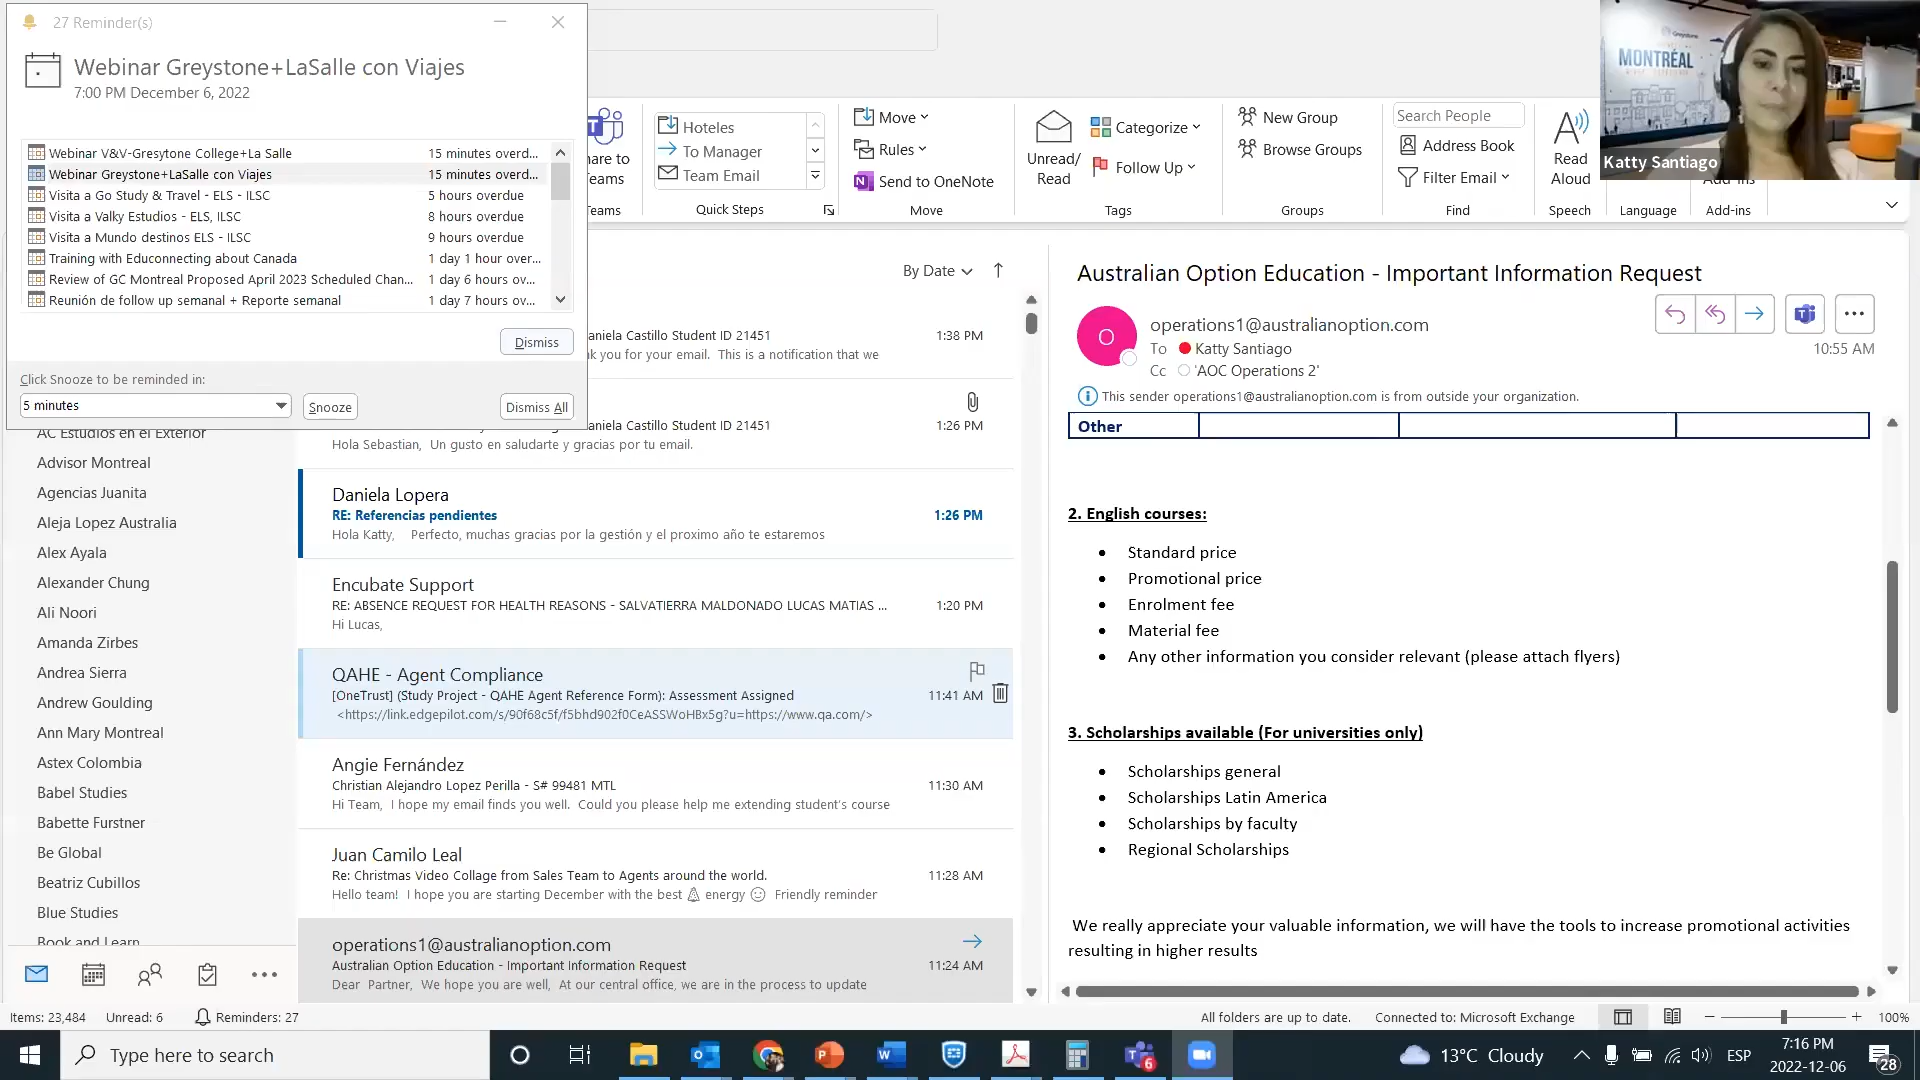 27 Reminder(s)
Webinar Greystone+LaSalle con Viajes
7:00 PM December 6, 2022
Webinar V&V-Gresytone College+La Salle 15 minutes overd...
Webinar Greystone+LaSalle con Viajes 15 minutes overd...
Visita a Go Study & Travel - ELS - ILSC 5 hours overdue
Visita a Valky Estudios - ELS, ILSC 8 hours overdue
Visita a Mundo destinos ELS - ILSC 9 hours overdue
Training with Educonnecting about Canada 1 day 1 hour over...
Review of GC Montreal Proposed April 2023 Scheduled Chan... 1 day 6 hours ov...
Reunión de follow up semanal + Reporte semanal 1 day 7 hours ov...
Dismiss
Click Snooze to be reminded in:
5 minutes
Snooze
Dismiss All
hare to
eams
Teams
Hoteles
To Manager
Team Email
Quick Steps
Move
Rules
Send to OneNote
Move
Unread/
Read
Categorize
Follow Up
Tags
New Group
Browse Groups
Groups
Search People
Address Book
Filter Email
Find
Read
Aloud
Speech
Language
Add-ins
MONTRÉAL
Katty Santiago
AC Estudios en el Exterior
Advisor Montreal
Agencias Juanita
Aleja Lopez Australia
Alex Ayala
Alexander Chung
Ali Noori
Amanda Zirbes
Andrea Sierra
Andrew Goulding
Ann Mary Montreal
Astex Colombia
Babel Studies
Babette Furstner
Be Global
Beatriz Cubillos
Blue Studies
Book and Learn
By Date
aniela Castillo Student ID 21451 1:38 PM
k you for your email. This is a notification that we
aniela Castillo Student ID 21451 1:26 PM
Hola Sebastian, Un gusto en saludarte y gracias por tu email.
Daniela Lopera
RE: Referencias pendientes 1:26 PM
Hola Katty, Perfecto, muchas gracias por la gestión y el proximo año te estaremos
Encubate Support
RE: ABSENCE REQUEST FOR HEALTH REASONS - SALVATIERRA MALDONADO LUCAS MATIAS ... 1:20 PM
Hi Lucas,
QAHE - Agent Compliance
[OneTrust] (Study Project - QAHE Agent Reference Form): Assessment Assigned 11:41 AM
<https://link.edgepilot.com/s/90f68c5f/f5bhd902f0CeASSWoHBx5g?u=https://www.qa.com/>
Angie Fernández
Christian Alejandro Lopez Perilla - S# 99481 MTL 11:30 AM
Hi Team, I hope my email finds you well. Could you please help me extending student's course
Juan Camilo Leal
Re: Christmas Video Collage from Sales Team to Agents around the world. 11:28 AM
Hello team! I hope you are starting December with the best energy Friendly reminder
operations1@australianoption.com
Australian Option Education - Important Information Request 11:24 AM
Dear Partner, We hope you are well, At our central office, we are in the process to update
Australian Option Education - Important Information Request
O
operations1@australianoption.com
To Katty Santiago
Cc 'AOC Operations 2'
10:55 AM
This sender operations1@australianoption.com is from outside your organization.
Other
2. English courses:
Standard price
Promotional price
Enrolment fee
Material fee
Any other information you consider relevant (please attach flyers)
3. Scholarships available (For universities only)
Scholarships general
Scholarships Latin America
Scholarships by faculty
Regional Scholarships
We really appreciate your valuable information, we will have the tools to increase promotional activities
resulting in higher results
Items: 23,484 Unread: 6 Reminders: 27
All folders are up to date. Connected to: Microsoft Exchange 100%
Type here to search
6
13°C Cloudy
ESP
7:16 PM
2022-12-06
28